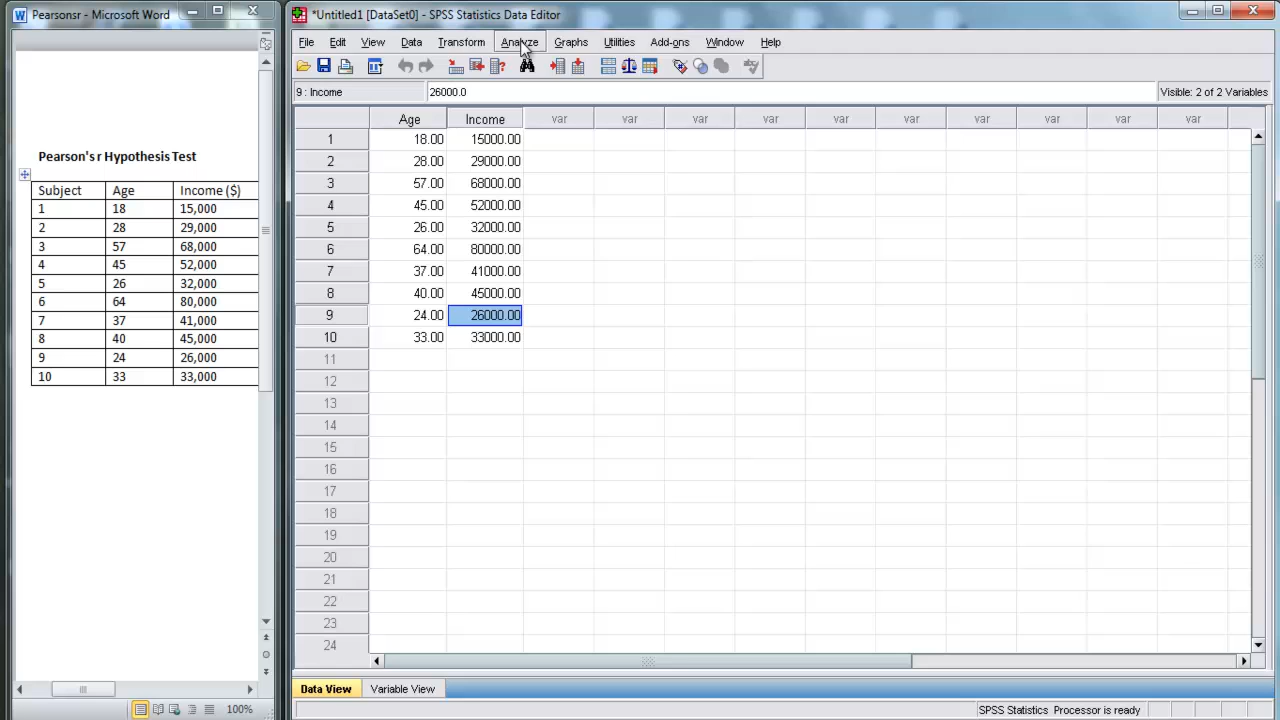 Pearsonsr - Microsoft Word
Pearson's r Hypothesis Test
Subject Age Income ($)
1 18 15,000
2 28 29,000
3 57 68,000
4 45 52,000
5 26 32,000
6 64 80,000
7 37 41,000
8 40 45,000
9 24 26,000
10 33 33,000
100%
*Untitled1 [DataSet0] - SPSS Statistics Data Editor
File Edit View Data Transform Analyze Graphs Utilities Add-ons Window Help
9 : Income 26000.0 Visible: 2 of 2 Variables
Age Income var var var var var var var var var var
1 18.00 15000.00
2 28.00 29000.00
3 57.00 68000.00
4 45.00 52000.00
5 26.00 32000.00
6 64.00 80000.00
7 37.00 41000.00
8 40.00 45000.00
9 24.00 26000.00
10 33.00 33000.00
11
12
13
14
15
16
17
18
19
20
21
22
23
24
Data View Variable View
SPSS Statistics Processor is ready